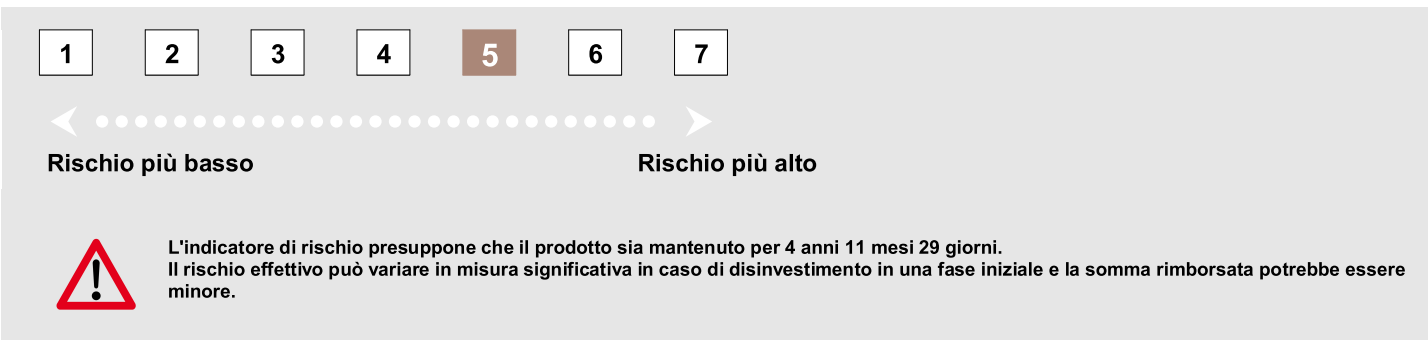 1 2 3 4 5 6 7
Rischio più basso Rischio più alto
L'indicatore di rischio presuppone che il prodotto sia mantenuto per 4 anni 11 mesi 29 giorni.
Il rischio effettivo può variare in misura significativa in caso di disinvestimento in una fase iniziale e la somma rimborsata potrebbe essere
minore.